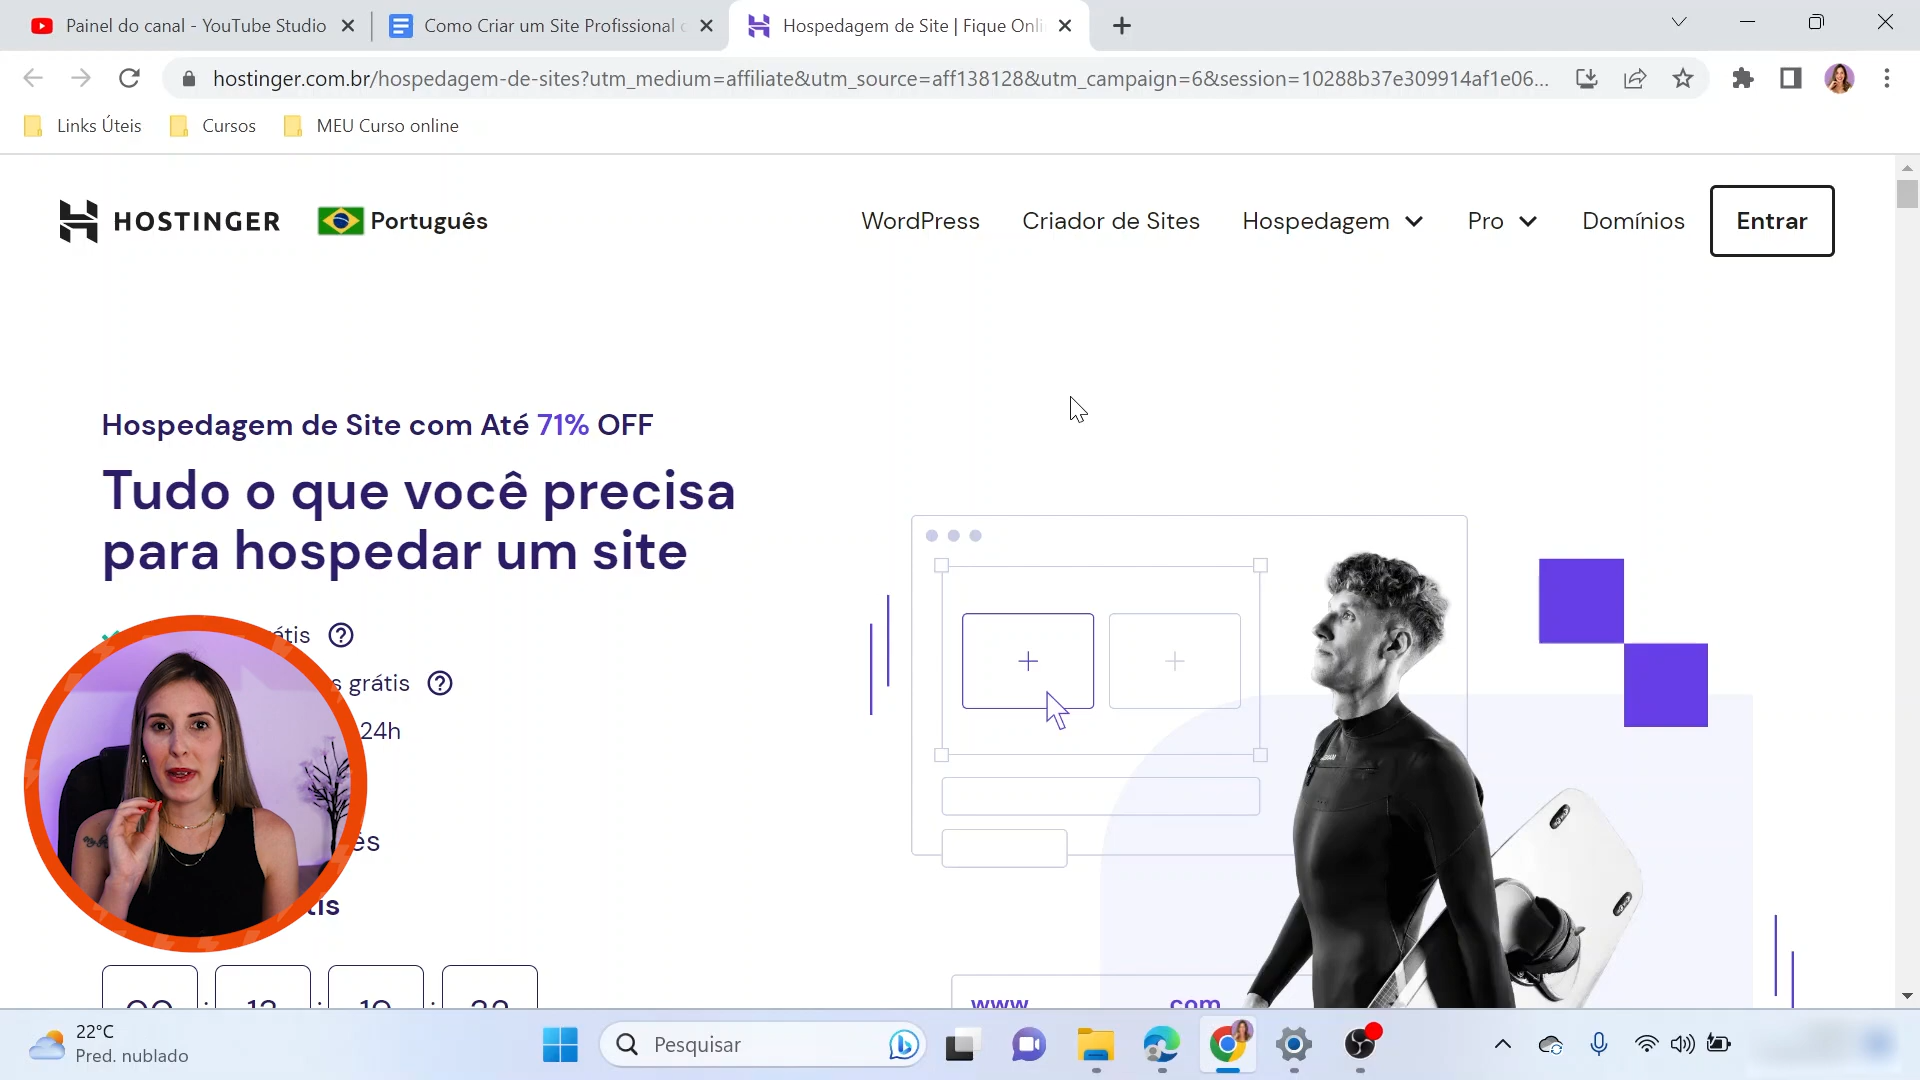 Painel do canal - YouTube Studio
Como Criar um Site Profissional
Hospedagem de Site | Fique Onli
hostinger.com.br/hospedagem-de-sites?utm_medium=affiliate&utm_source=aff138128&utm_campaign=6&session=10288b37e309914af1e06...
Links Úteis
Cursos
MEU Curso online
HOSTINGER
Português
WordPress
Criador de Sites
Hospedagem
Pro
Domínios
Entrar
Hospedagem de Site com Até 71% OFF
Tudo o que você precisa
para hospedar um site
grátis
24h
www
.com
22°C
Pred. nublado
Pesquisar